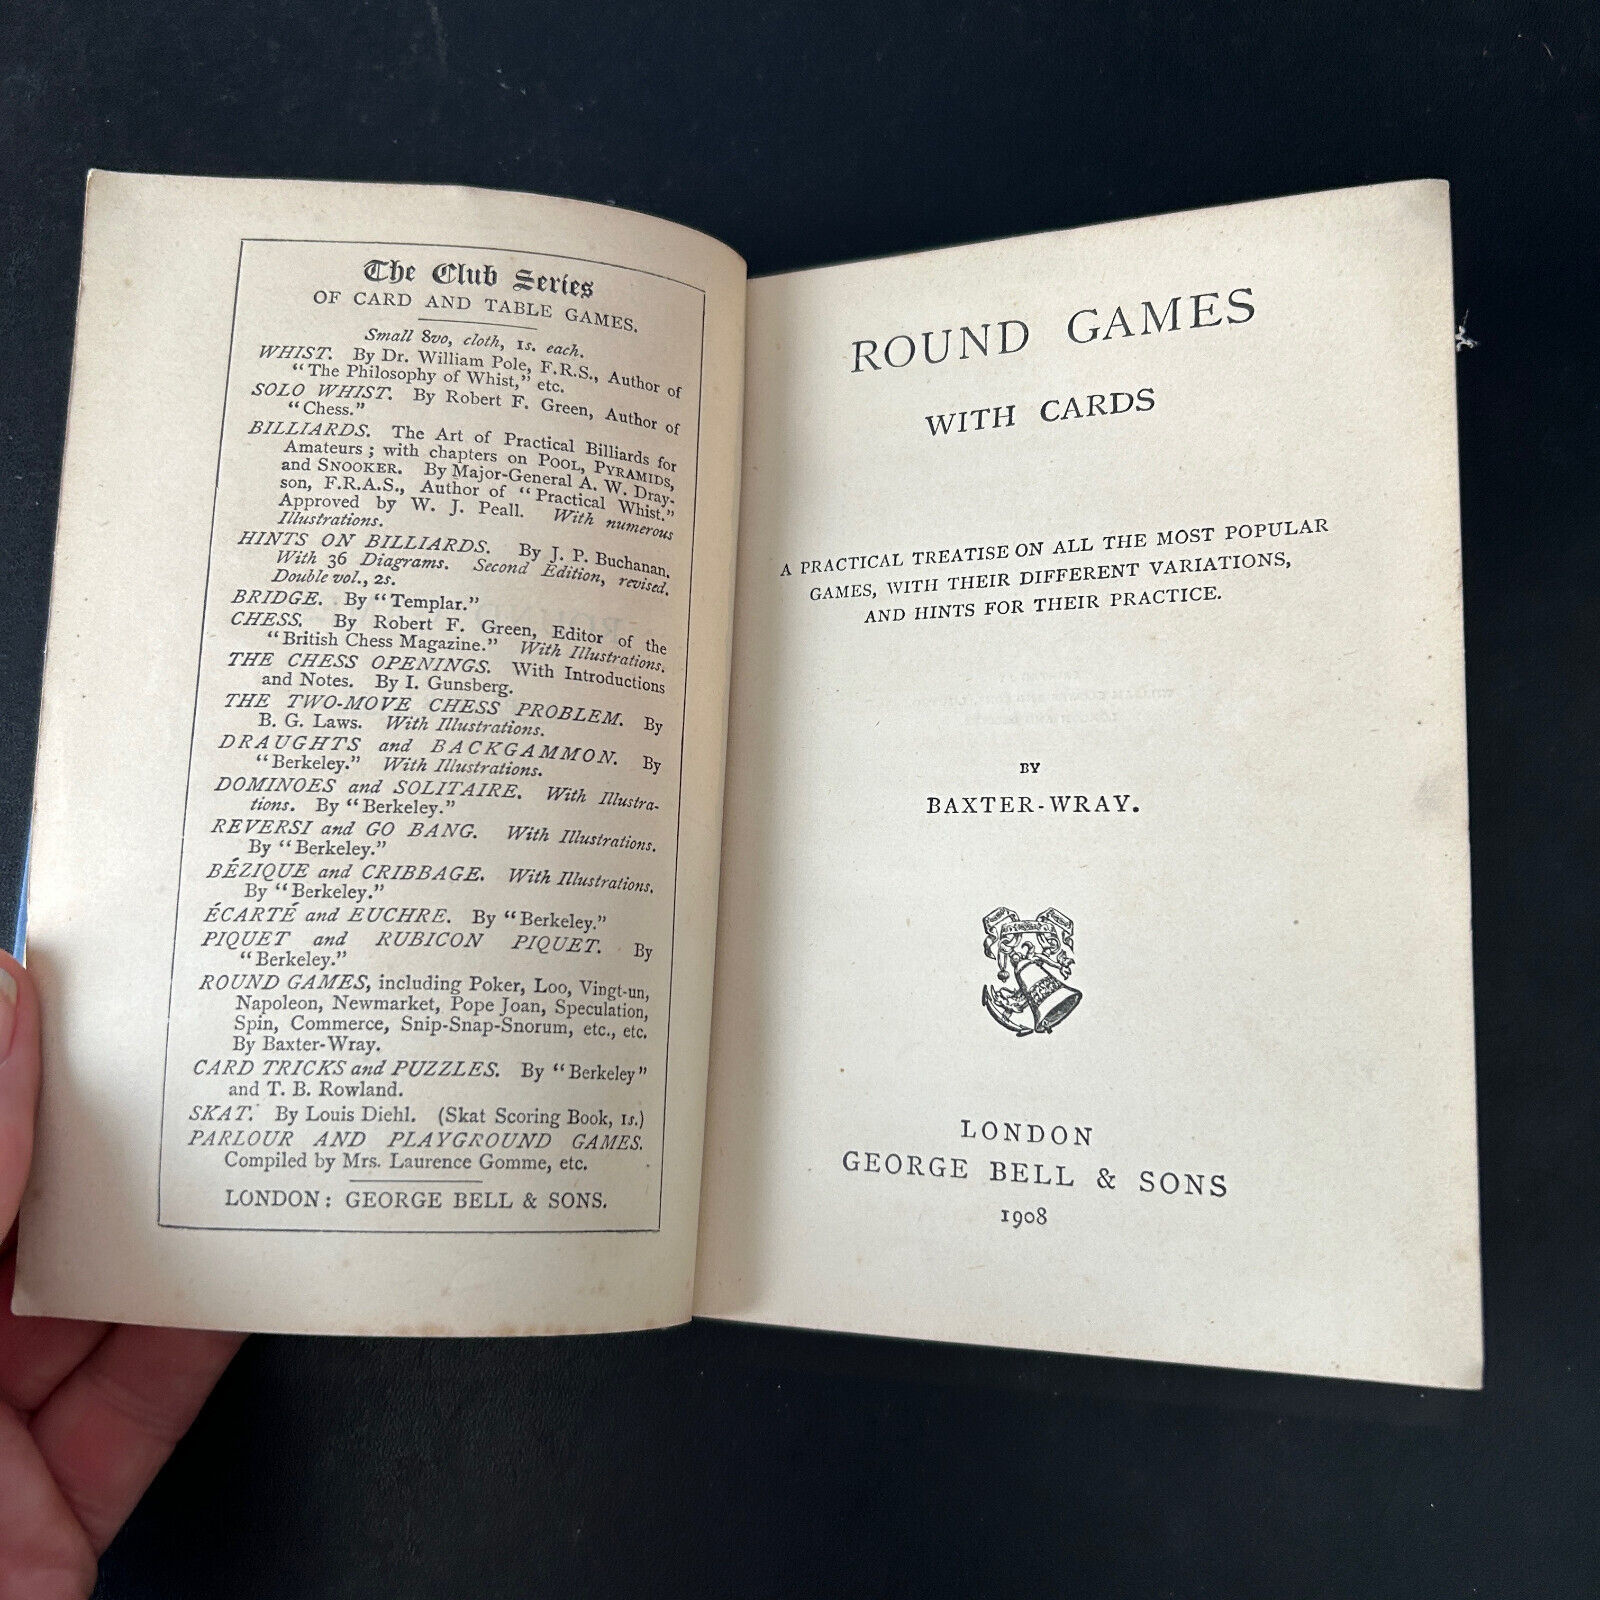 The Club Series
OF CARD AND TABLE GAMES.
Small 8vo, cloth, 1s. each.
WHIST. By Dr. William Pole, F.R.S., Author of
"The Philosophy of Whist," etc.
SOLO WHIST. By Robert F. Green, Author of
"Chess."
BILLIARDS. The Art of Practical Billiards for
Amateurs; with chapters on POOL, PYRAMIDS,
and SNOOKER. By Major-General A. W. Dray-
son, F.R.A.S., Author of "Practical Whist."
Approved by W. J. Peall. With numerous
Illustrations.
HINTS ON BILLIARDS. By J. P. Buchanan.
With 36 Diagrams. Second Edition, revised.
Double vol., 2s.
BRIDGE. By "Templar."
CHESS. By Robert F. Green, Editor of the
"British Chess Magazine." With Illustrations.
THE CHESS OPENINGS. With Introductions
and Notes. By I. Gunsberg.
THE TWO-MOVE CHESS PROBLEM. By
B. G. Laws. With Illustrations.
DRAUGHTS and BACKGAMMON. By
"Berkeley." With Illustrations.
DOMINOES and SOLITAIRE. With Illustra-
tions. By "Berkeley."
REVERSI and GO BANG. With Illustrations.
By "Berkeley."
BÉZIQUE and CRIBBAGE. With Illustrations.
By "Berkeley."
ÉCARTÉ and EUCHRE. By "Berkeley."
PIQUET and RUBICON PIQUET. By
"Berkeley."
ROUND GAMES, including Poker, Loo, Vingt-un,
Napoleon, Newmarket, Pope Joan, Speculation,
Spin, Commerce, Snip-Snap-Snorum, etc., etc.
By Baxter-Wray.
CARD TRICKS and PUZZLES. By "Berkeley"
and T. B. Rowland.
SKAT. By Louis Diehl. (Skat Scoring Book, 1s.)
PARLOUR AND PLAYGROUND GAMES.
Compiled by Mrs. Laurence Gomme, etc.
LONDON: GEORGE BELL & SONS.
ROUND GAMES
WITH CARDS
A PRACTICAL TREATISE ON ALL THE MOST POPULAR
GAMES, WITH THEIR DIFFERENT VARIATIONS,
AND HINTS FOR THEIR PRACTICE.
BY
BAXTER-WRAY.
LONDON
GEORGE BELL & SONS
1908